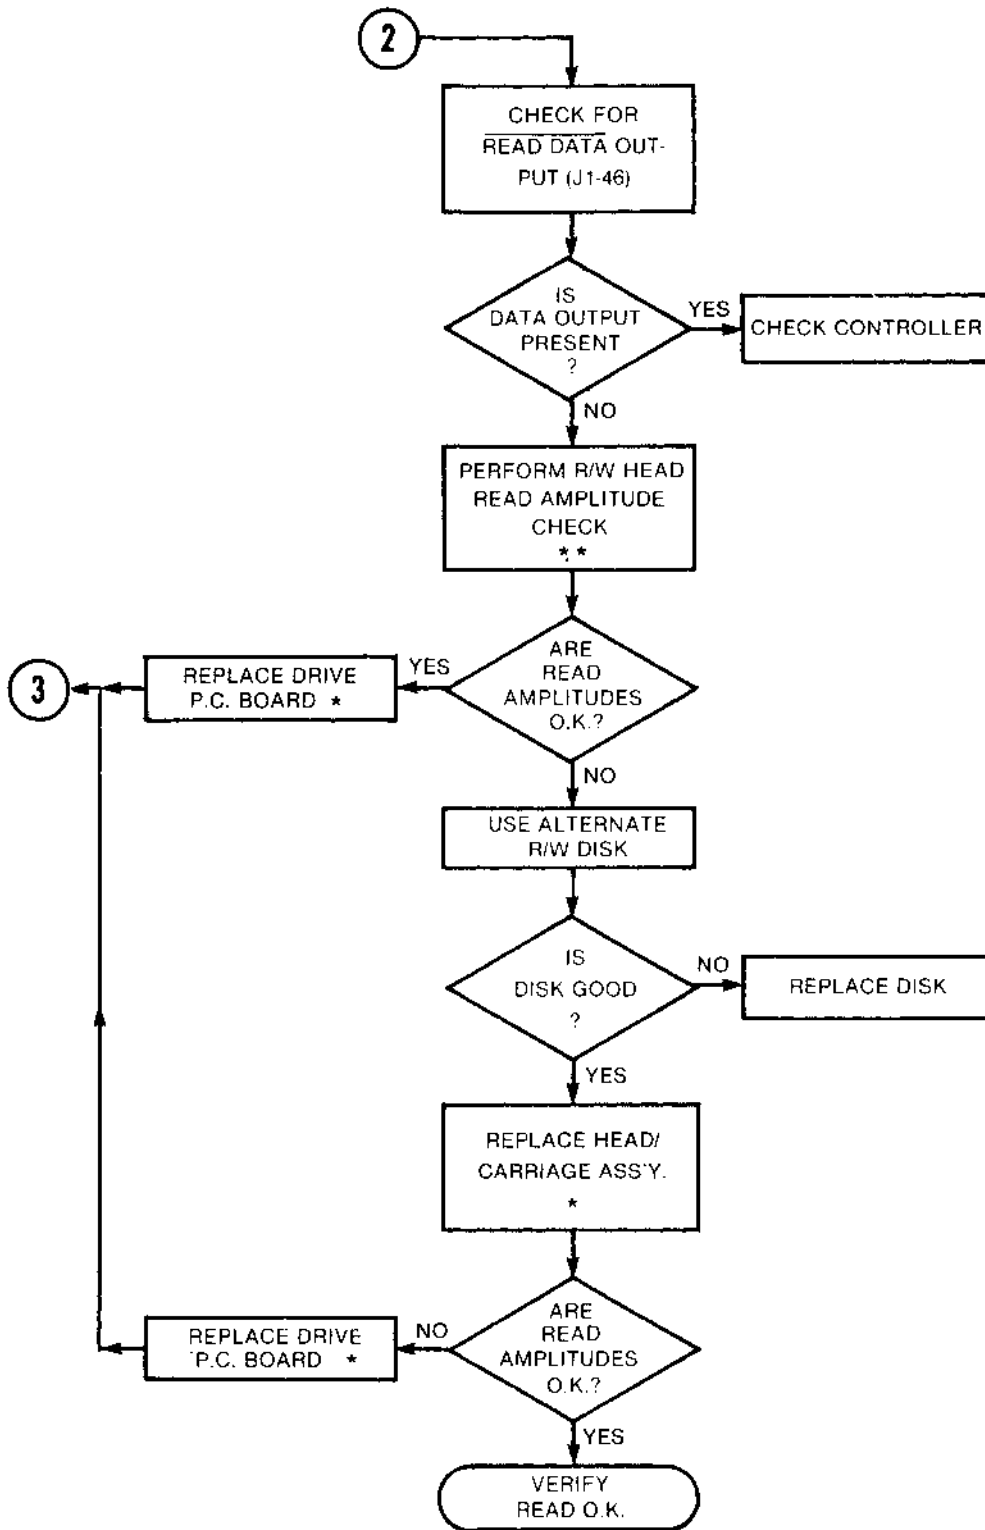 2
CHECK FOR
READ DATA OUT-
PUT (J1-46)
IS
DATA OUTPUT
PRESENT
?
YES
CHECK CONTROLLER
NO
PERFORM R/W HEAD
READ AMPLITUDE
CHECK
*,*
ARE
READ
AMPLITUDES
O.K.?
YES
REPLACE DRIVE
P.C. BOARD *
3
NO
USE ALTERNATE
R/W DISK
IS
DISK GOOD
?
NO
REPLACE DISK
YES
REPLACE HEAD/
CARRIAGE ASS'Y.
*
ARE
READ
AMPLITUDES
O.K.?
NO
REPLACE DRIVE
P.C. BOARD *
YES
VERIFY
READ O.K.